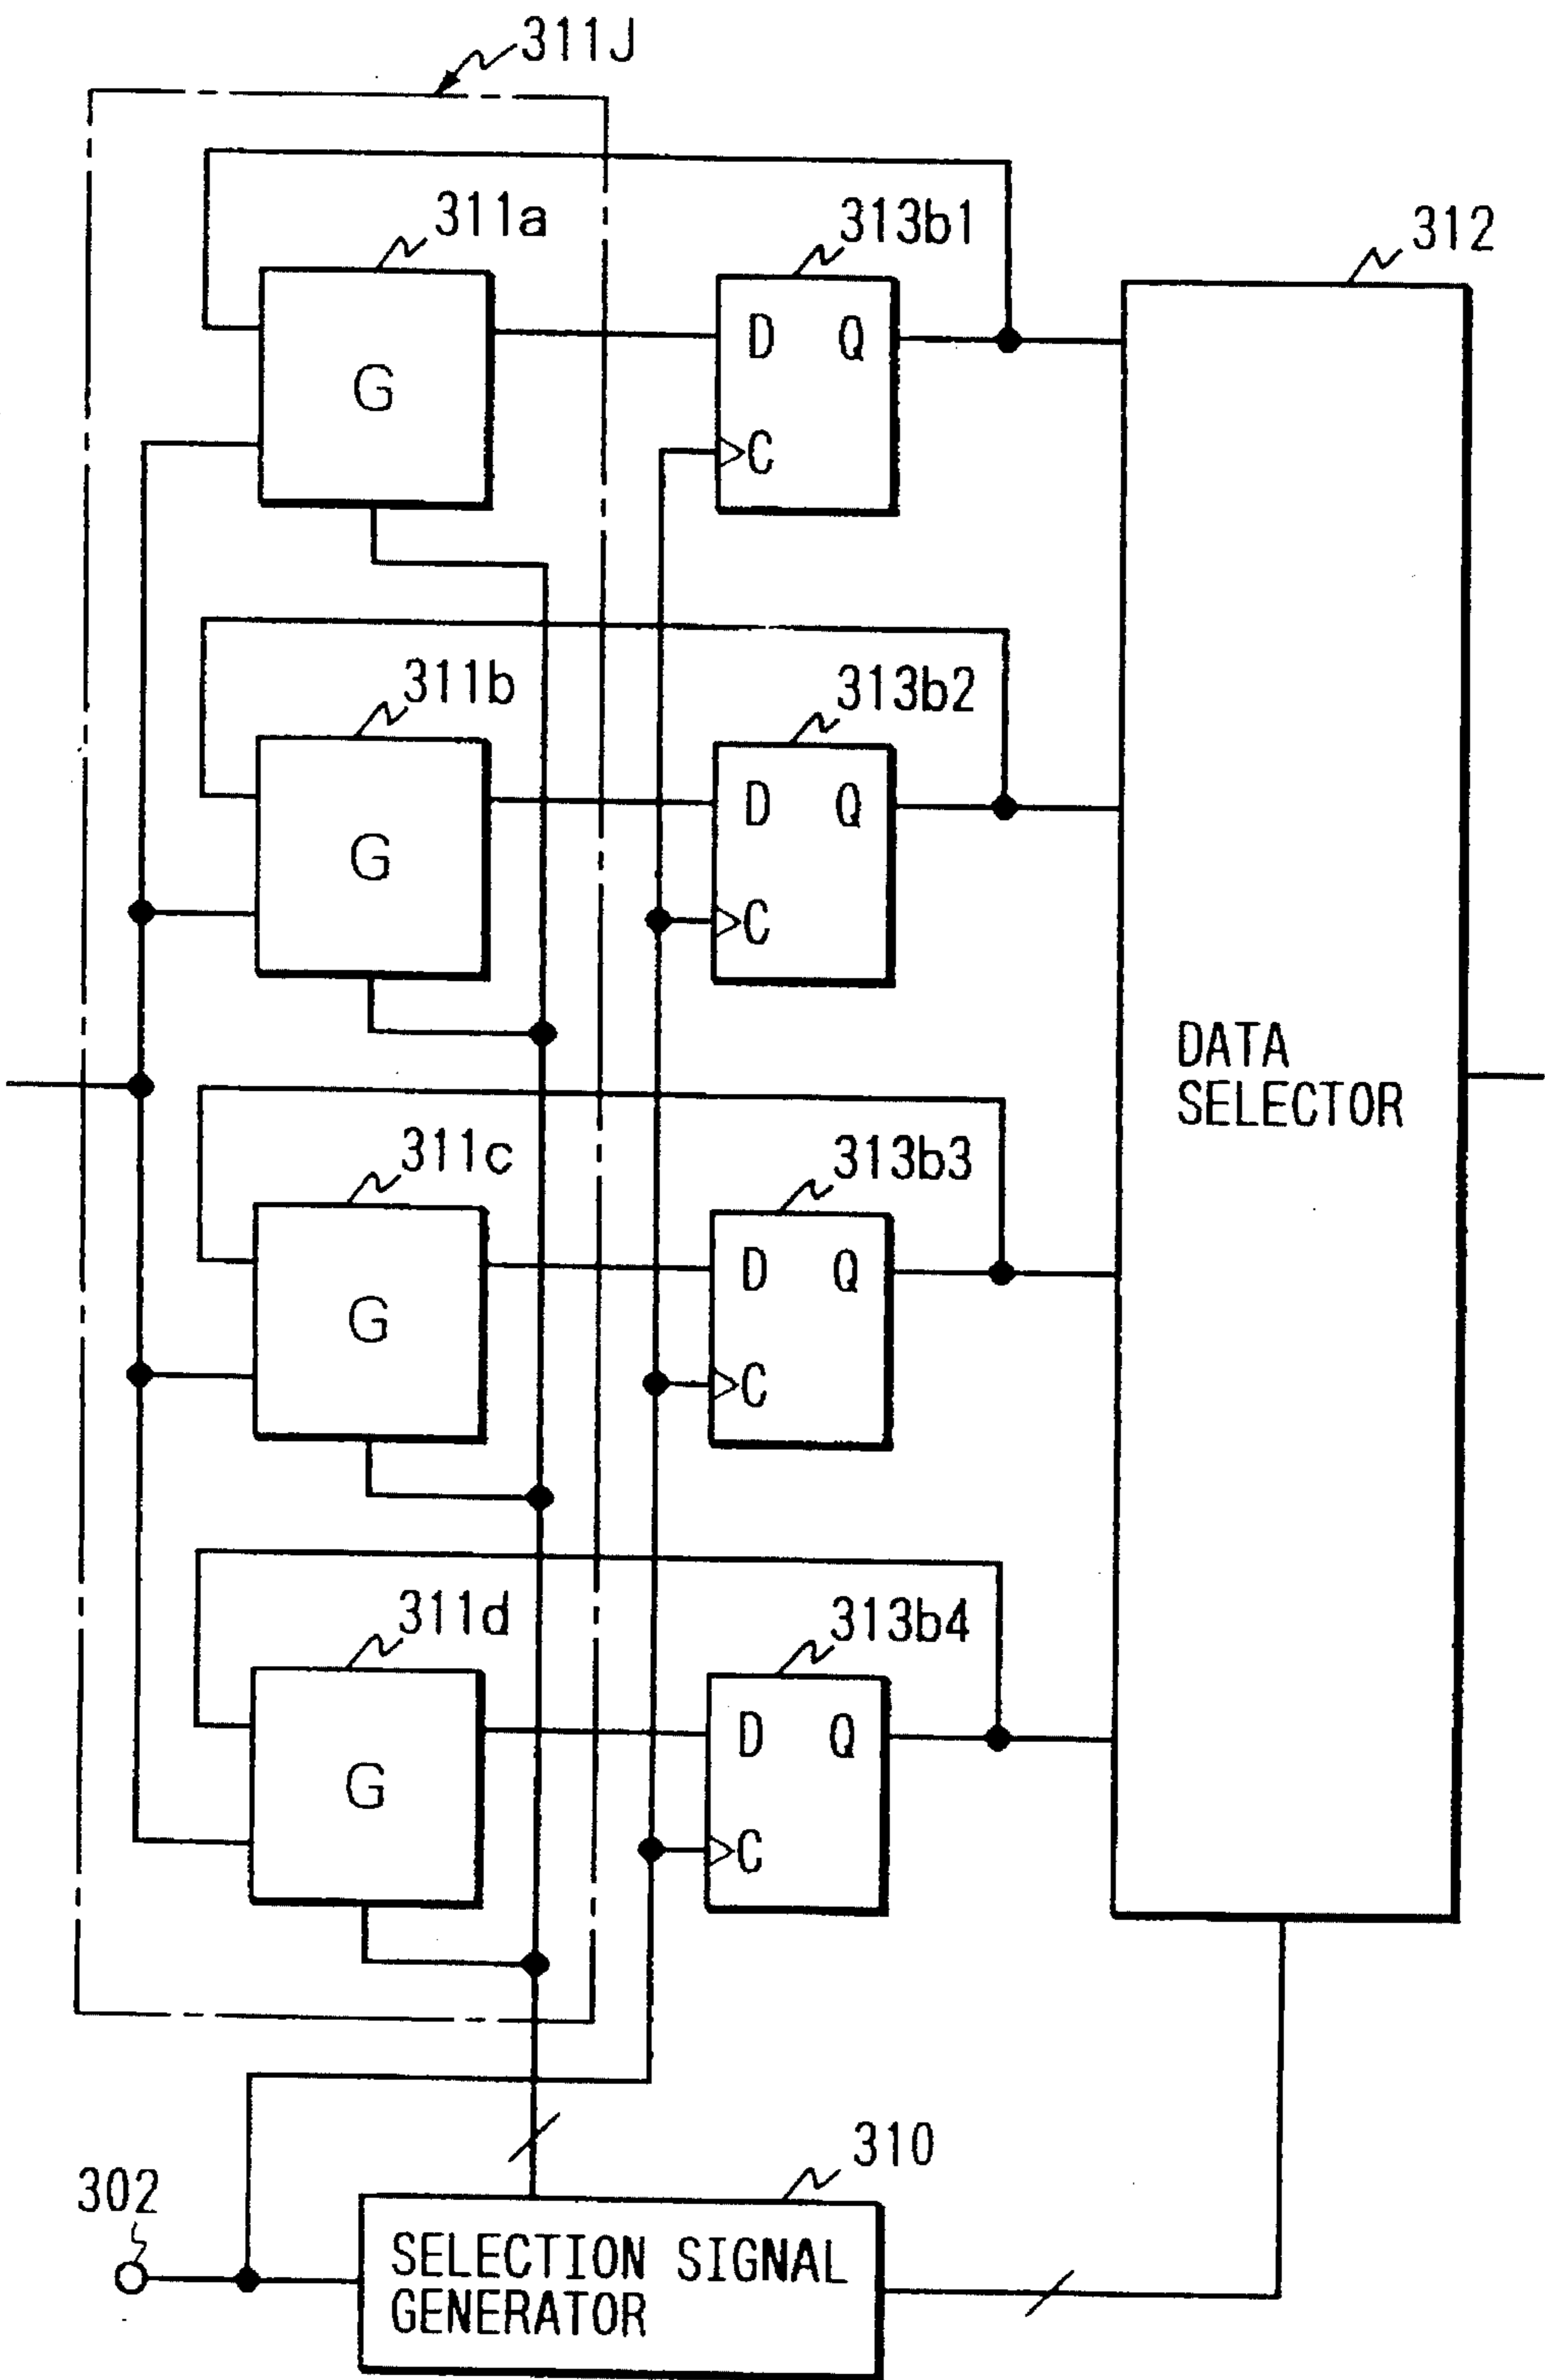 311J
311a
313b1
312
G
D Q
C
311b
313b2
G
D Q
C
DATA
SELECTOR
311c
313b3
G
D Q
C
311d
313b4
G
D Q
C
310
302
SELECTION SIGNAL
GENERATOR